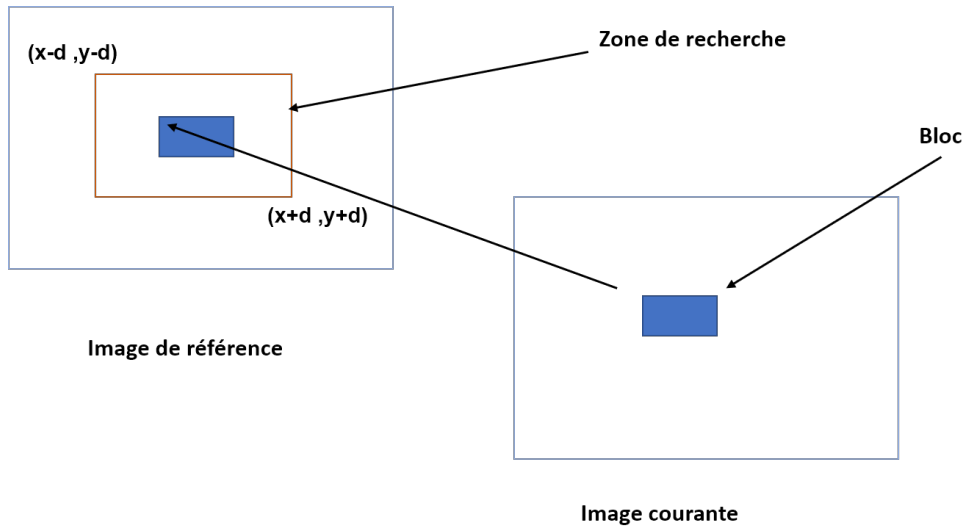 (x-d ,y-d)
Zone de recherche
Bloc
(x+d ,y+d)
Image de référence
Image courante